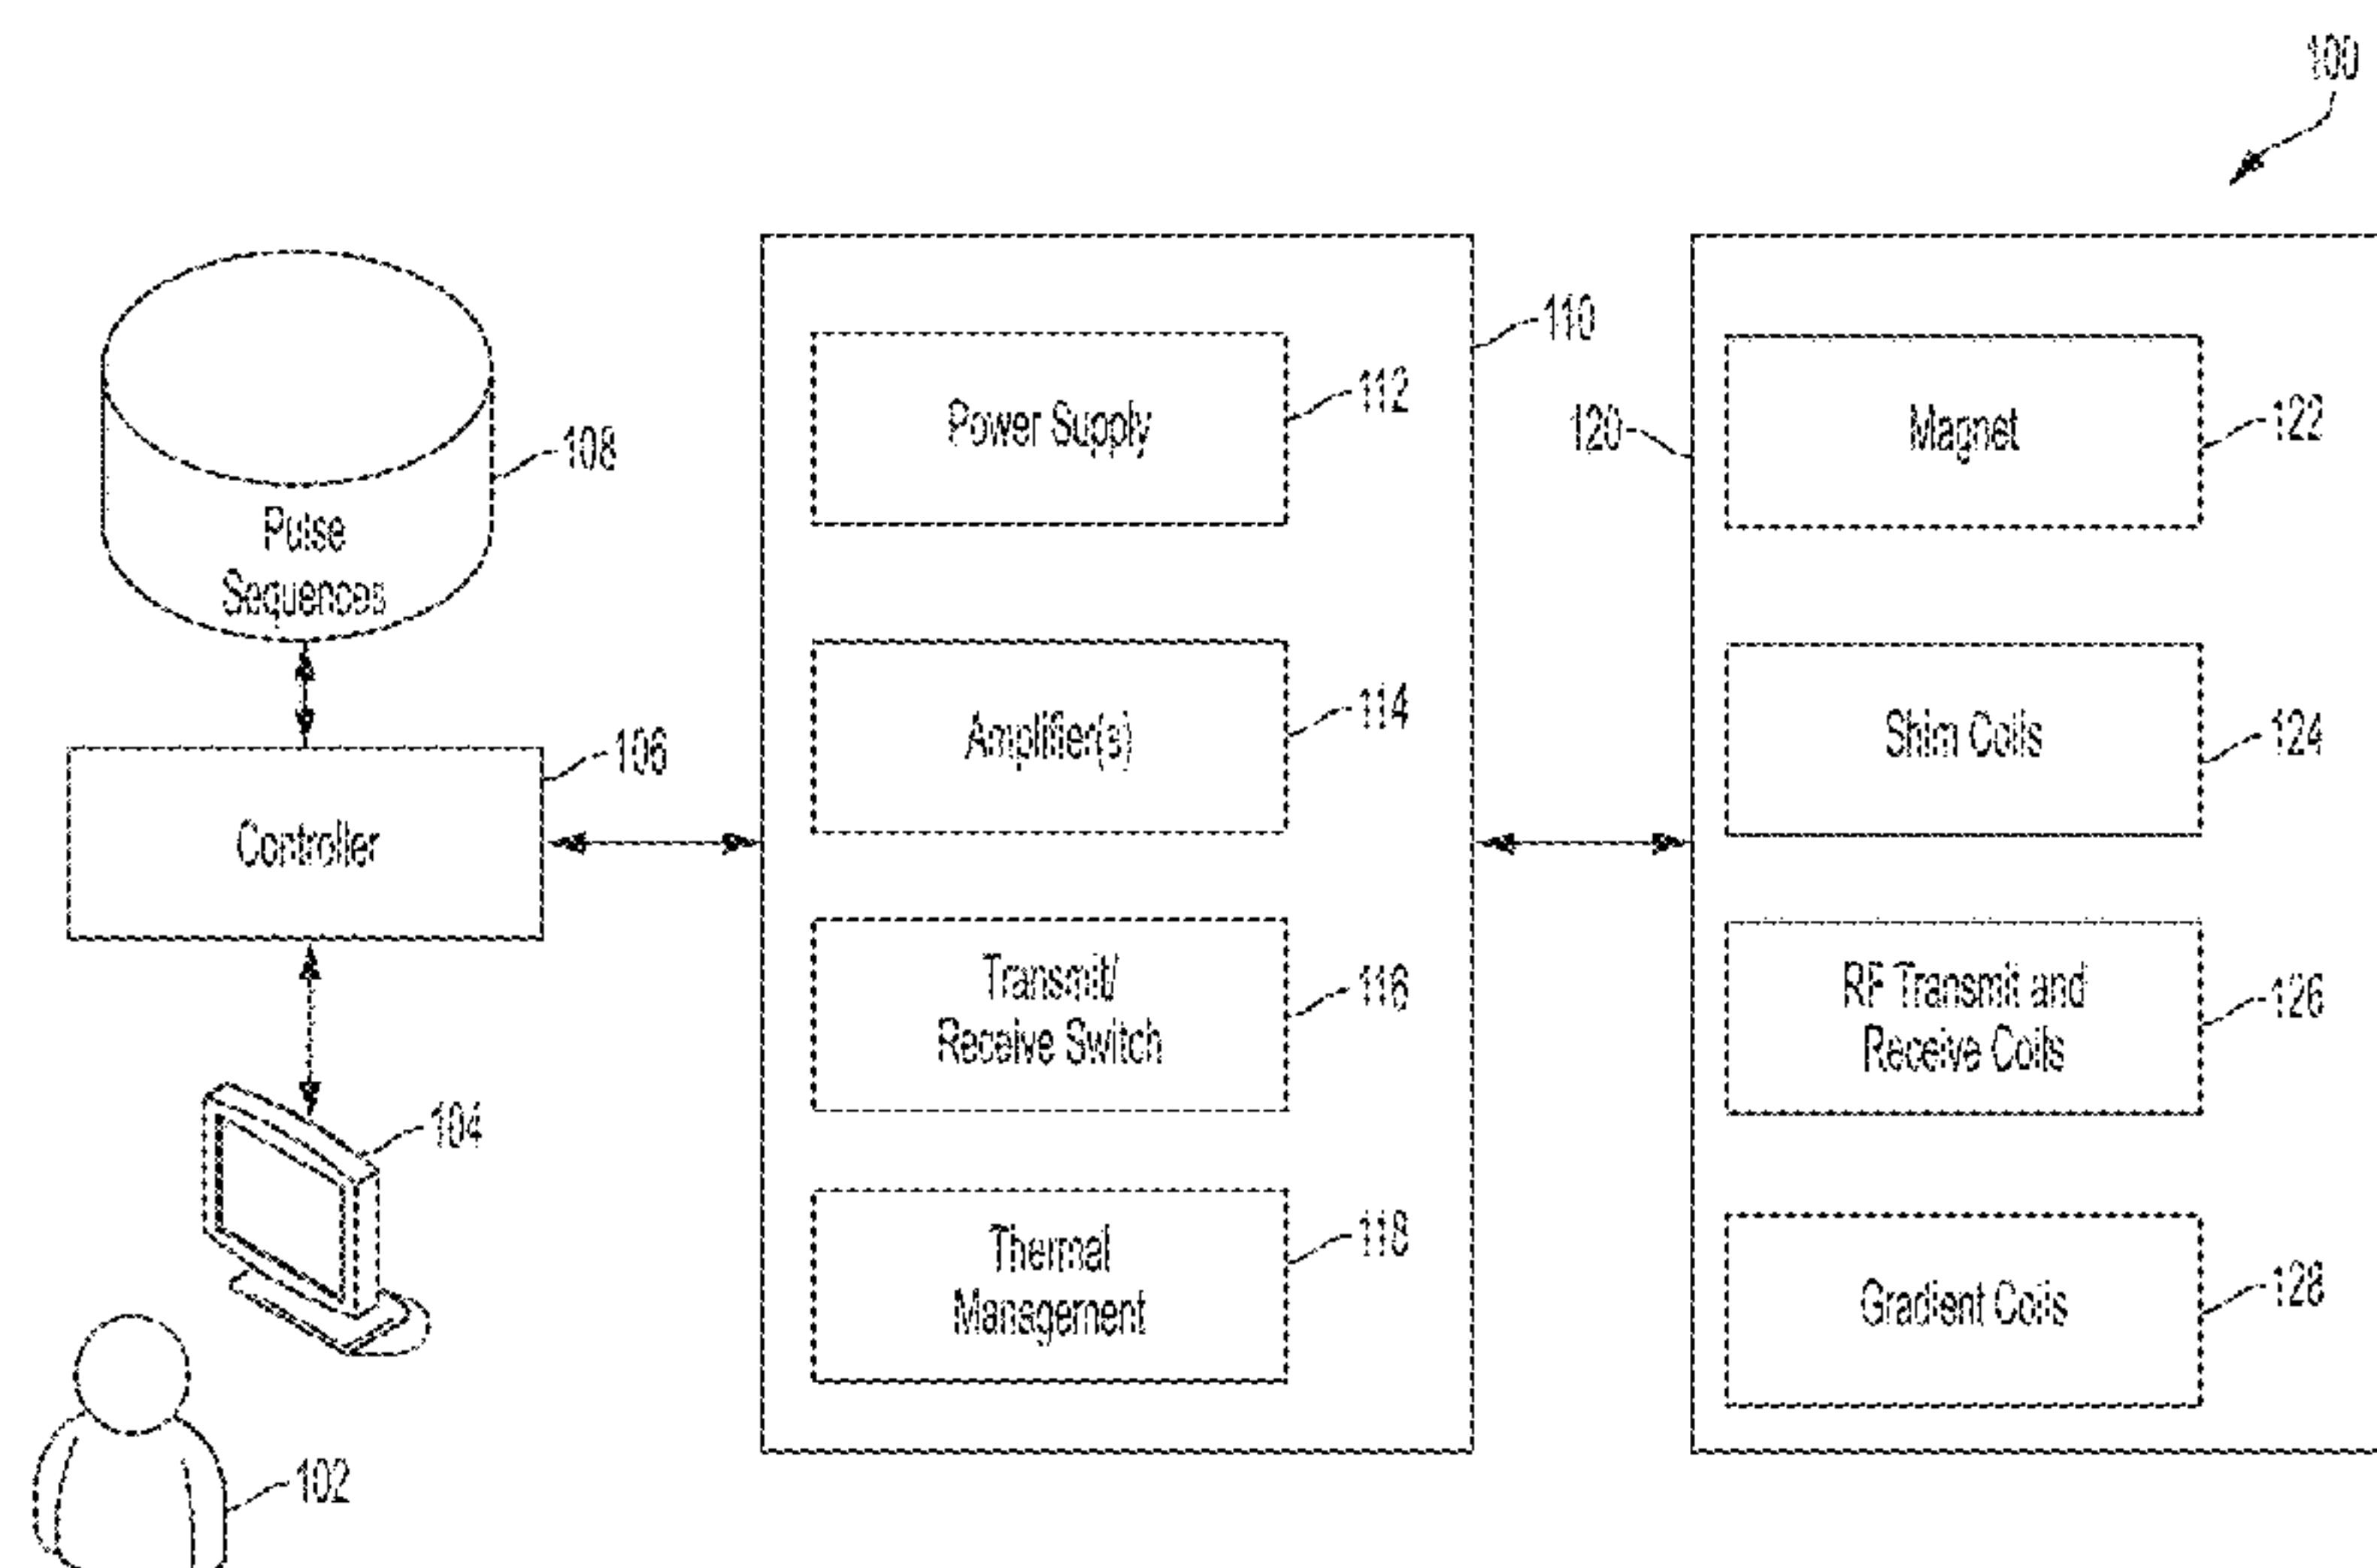 100
110
Power Supply
112
120
Magnet
122
108
Pulse
Sequences
Amplifier(s)
114
Shim Coils
124
106
Controller
Transmit/
Receive Switch
116
RF Transmit and
Receive Coils
126
104
Thermal
Management
118
Gradient Coils
128
102